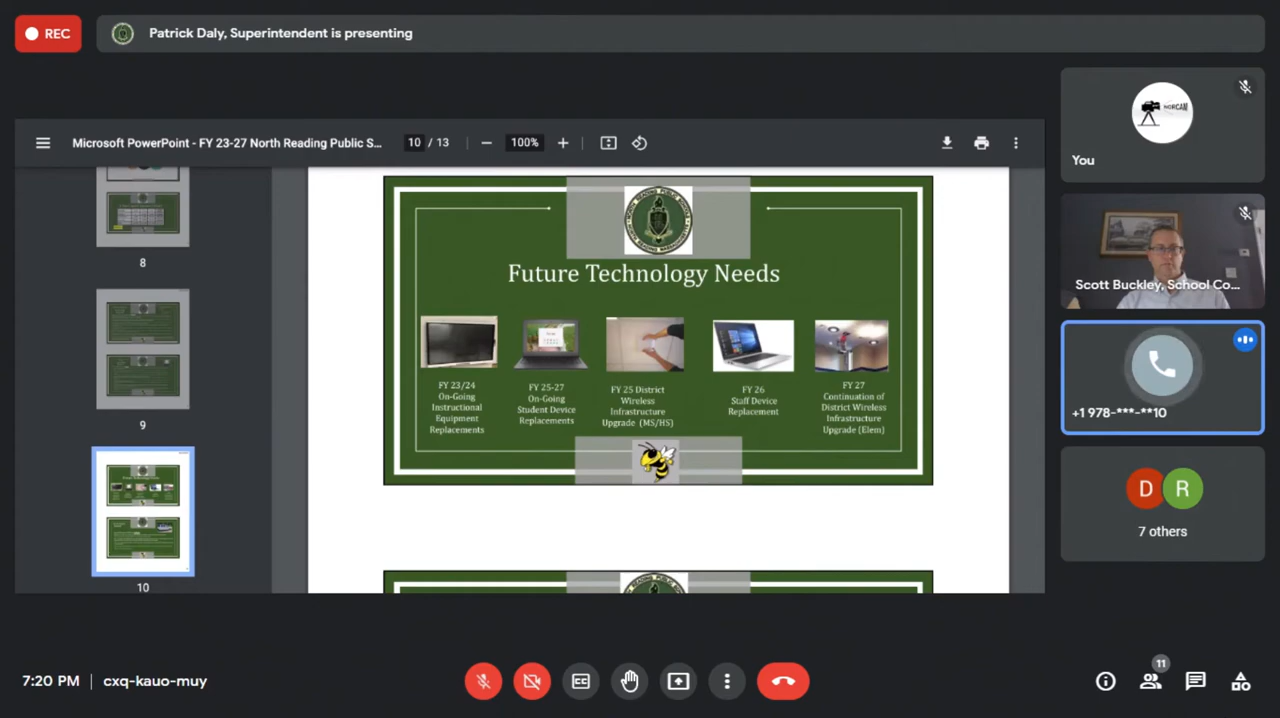 REC
Patrick Daly, Superintendent is presenting
Microsoft PowerPoint - FY 23-27 North Reading Public S...
10 / 13
100%
8
9
10
Future Technology Needs
FY 23/24
On-Going
Instructional
Equipment
Replacements
FY 25-27
On-Going
Student Device
Replacements
FY 25 District
Wireless
Infrastructure
Upgrade (MS/HS)
FY 26
Staff Device
Replacement
FY 27
Continuation of
District Wireless
Infrastructure
Upgrade (Elem)
NORCAM
You
Scott Buckley, School Co...
+1 978-***-**10
D
R
7 others
7:20 PM
cxq-kauo-muy
CC
11